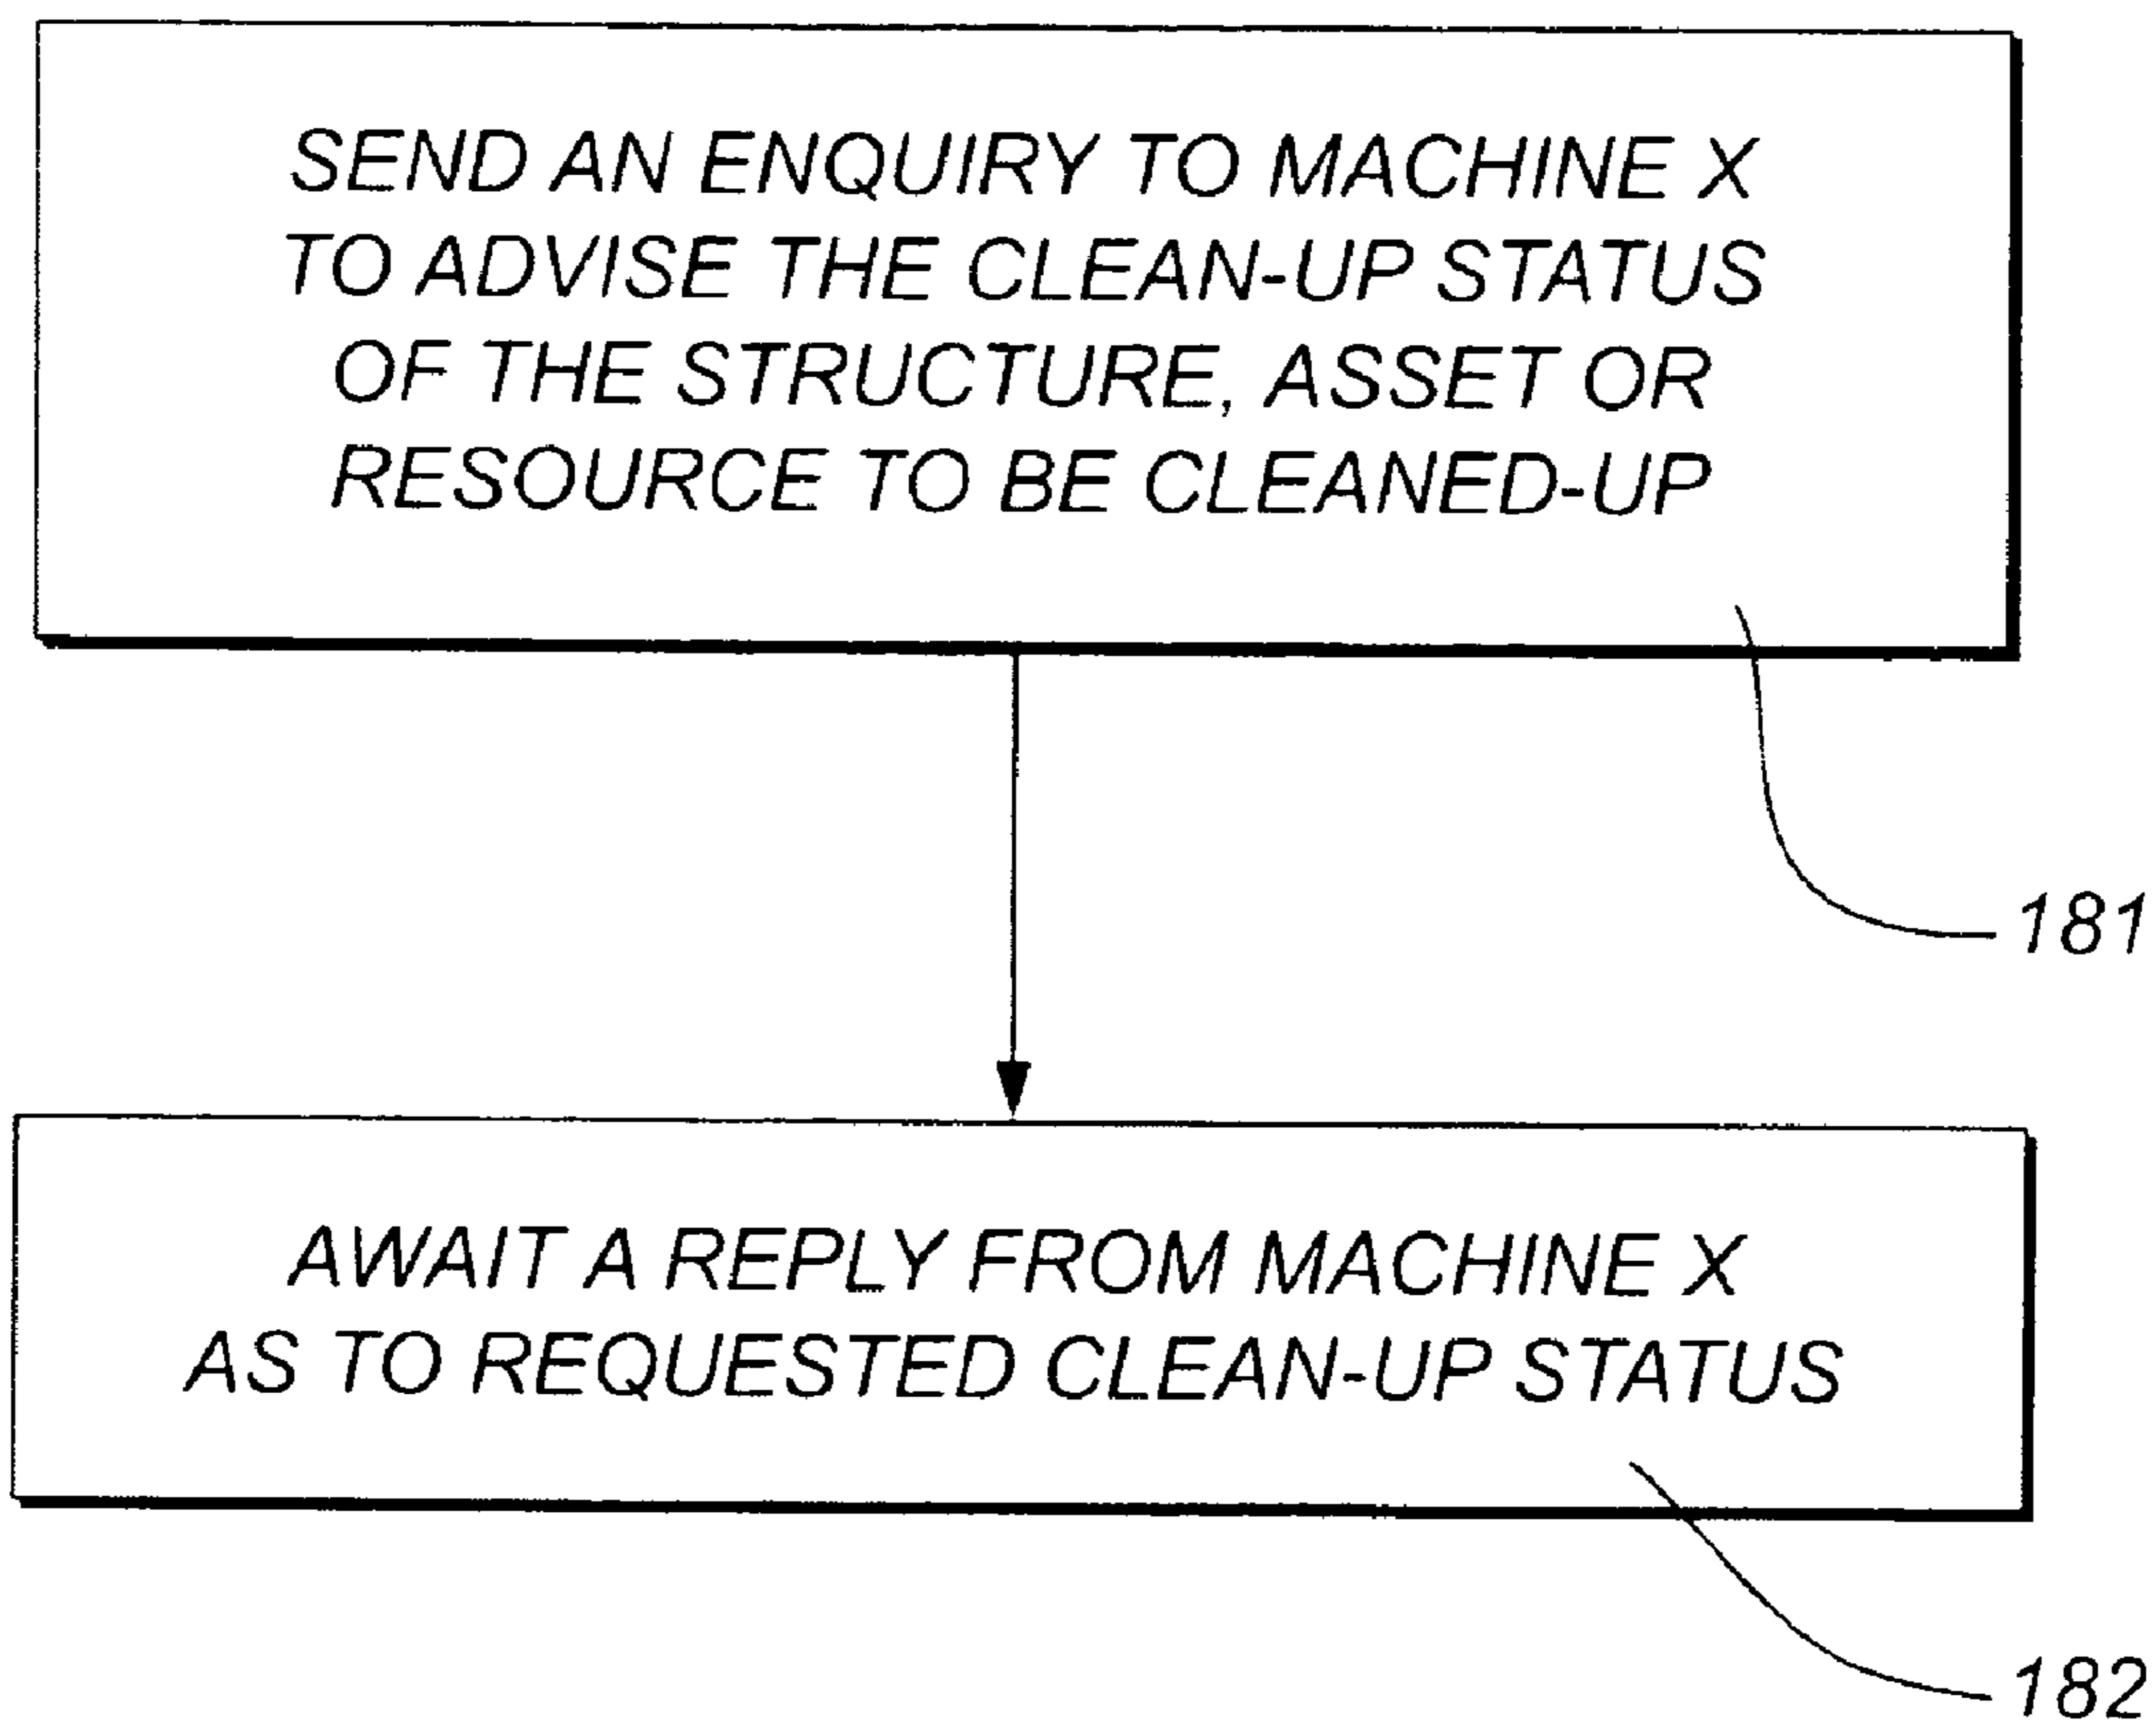 SEND AN ENQUIRY TO MACHINE X
TO ADVISE THE CLEAN-UP STATUS
OF THE STRUCTURE, ASSET OR
RESOURCE TO BE CLEANED-UP
181
AWAIT A REPLY FROM MACHINE X
AS TO REQUESTED CLEAN-UP STATUS
182